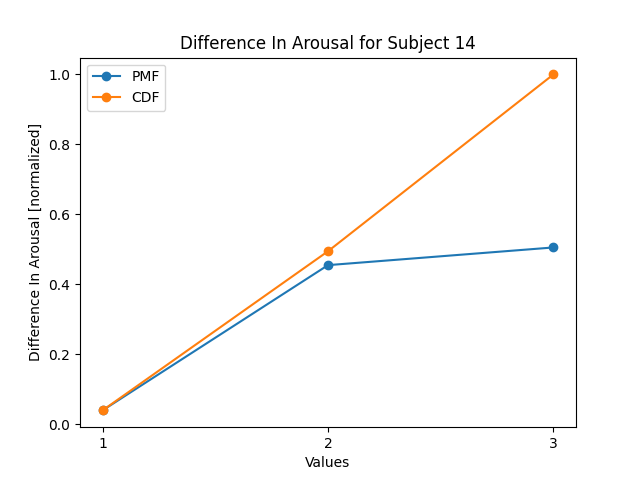 Difference In Arousal for Subject 14
PMF
CDF
Difference In Arousal [normalized]
1.0
0.8
0.6
0.4
0.2
0.0
1 2 3
Values